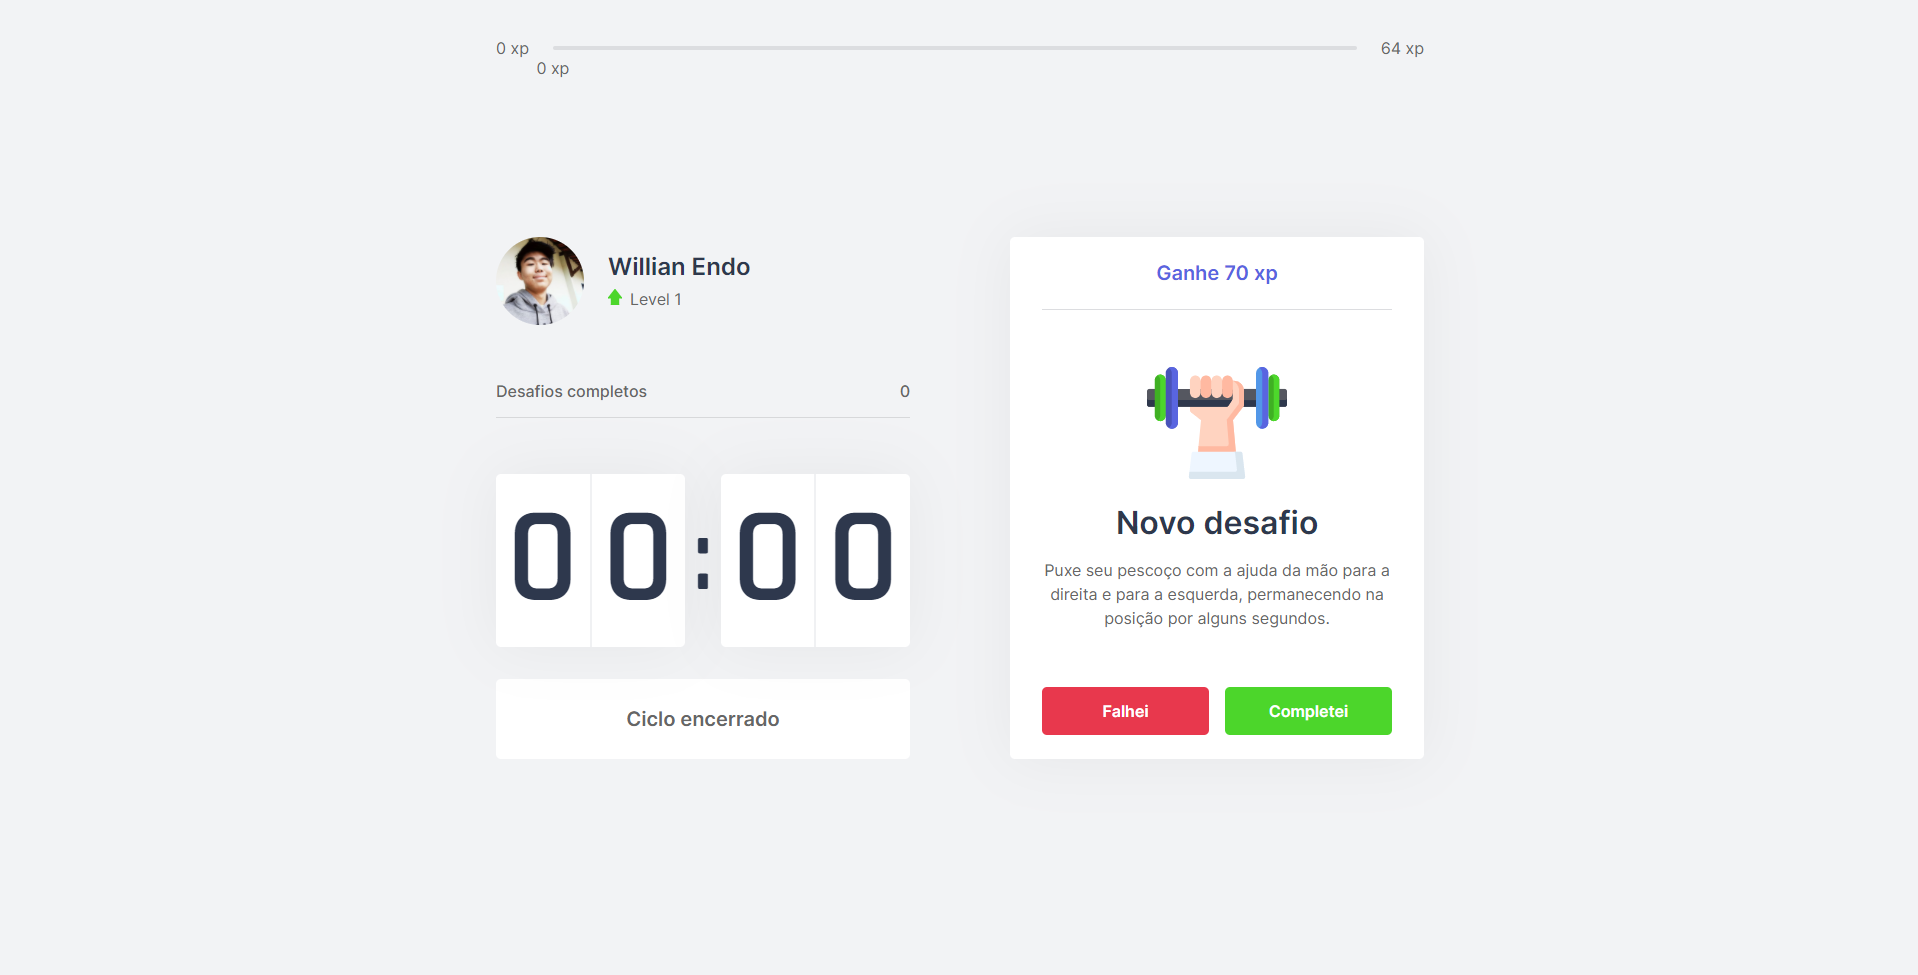 0 xp
64 xp
0 xp
Willian Endo
Level 1
Desafios completos
0
00:00
Ciclo encerrado
Ganhe 70 xp
Novo desafio
Puxe seu pescoço com a ajuda da mão para a
direita e para a esquerda, permanecendo na
posição por alguns segundos.
Falhei
Completei